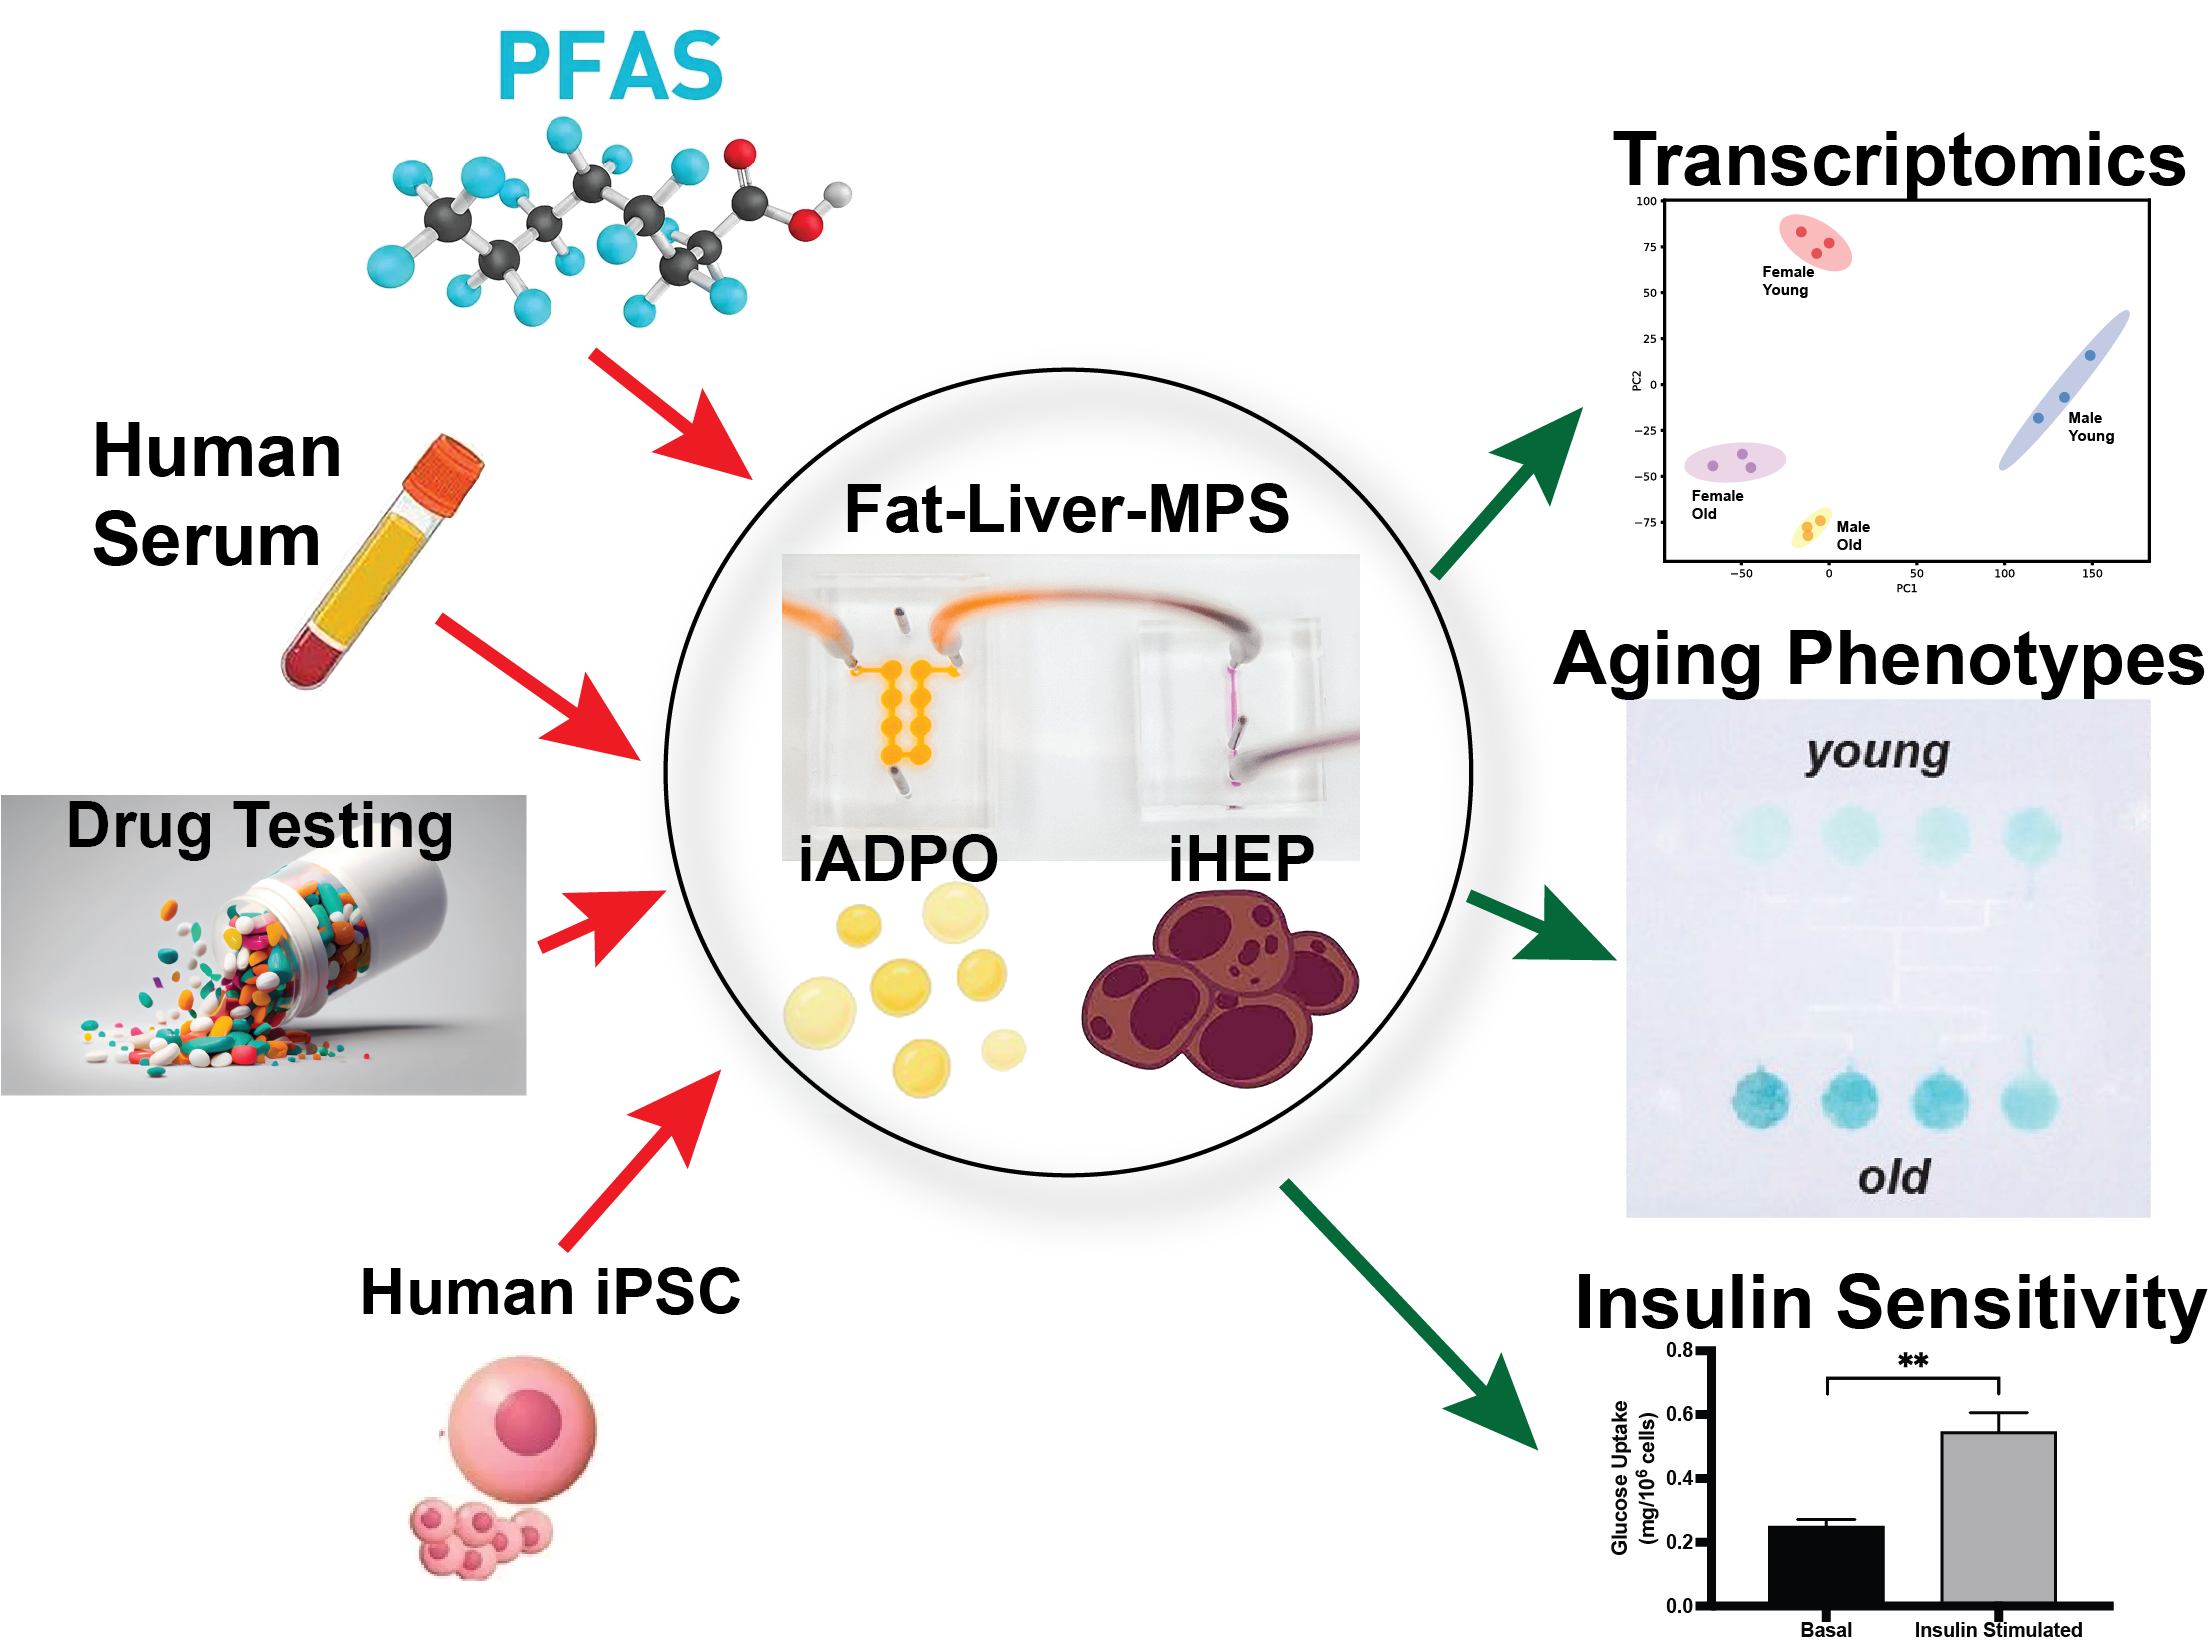 PFAS
Human
Serum
Drug Testing
Human iPSC
Fat-Liver-MPS
iADPO
iHEP
Transcriptomics
100
75
50
25
0
−25
−50
−75
PC2
Female
Young
Male
Young
Female
Old
Male
Old
−50
0
50
100
150
PC1
Aging Phenotypes
young
old
Insulin Sensitivity
0.8
0.6
0.4
0.2
0.0
Glucose Uptake
(mg/10⁶ cells)
**
Basal
Insulin Stimulated